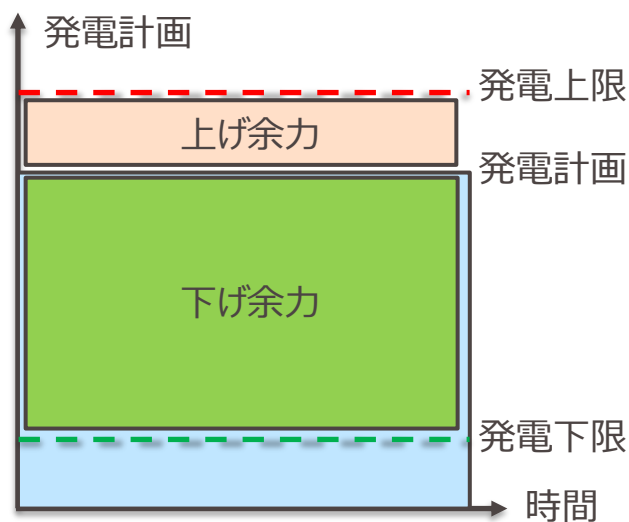 発電計画
発電上限
上げ余力
発電計画
下げ余力
発電下限
時間